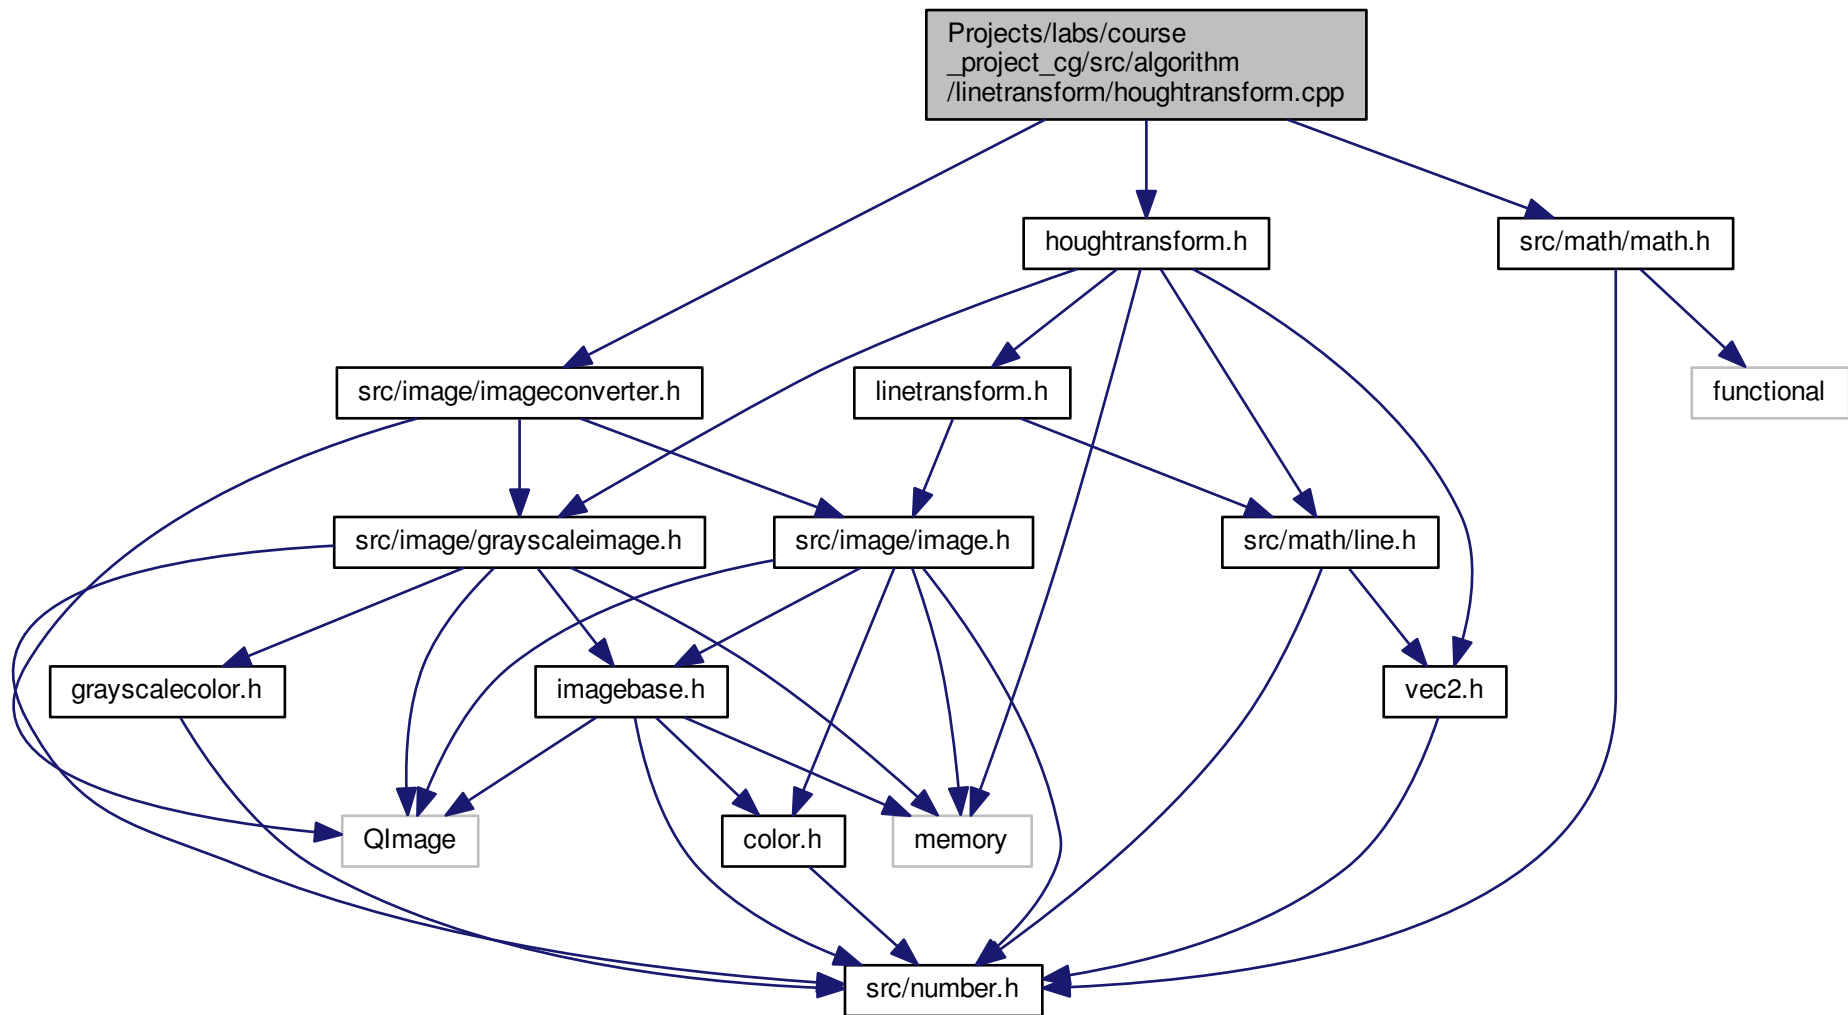 Projects/labs/course
_project_cg/src/algorithm
/linetransform/houghtransform.cpp
houghtransform.h
src/math/math.h
src/image/imageconverter.h
linetransform.h
functional
src/image/grayscaleimage.h
src/image/image.h
src/math/line.h
grayscalecolor.h
imagebase.h
vec2.h
QImage
color.h
memory
src/number.h